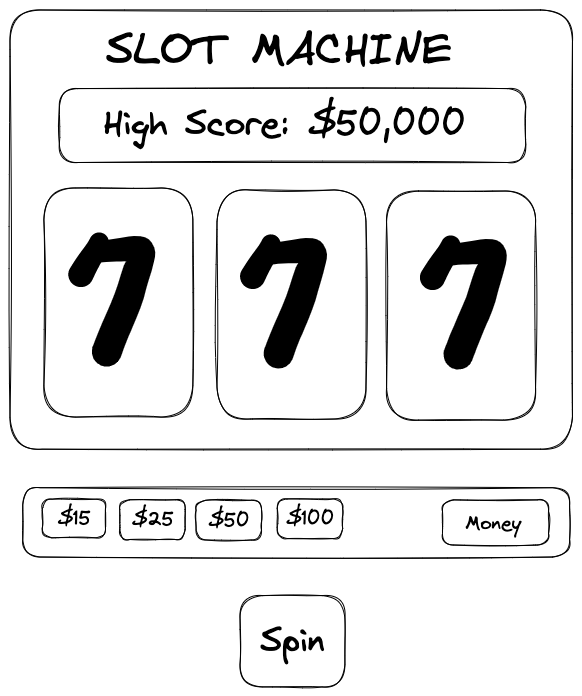 SLOT MACHINE
High Score: $50,000
7 7 7
$15 $25 $50 $100 Money
Spin